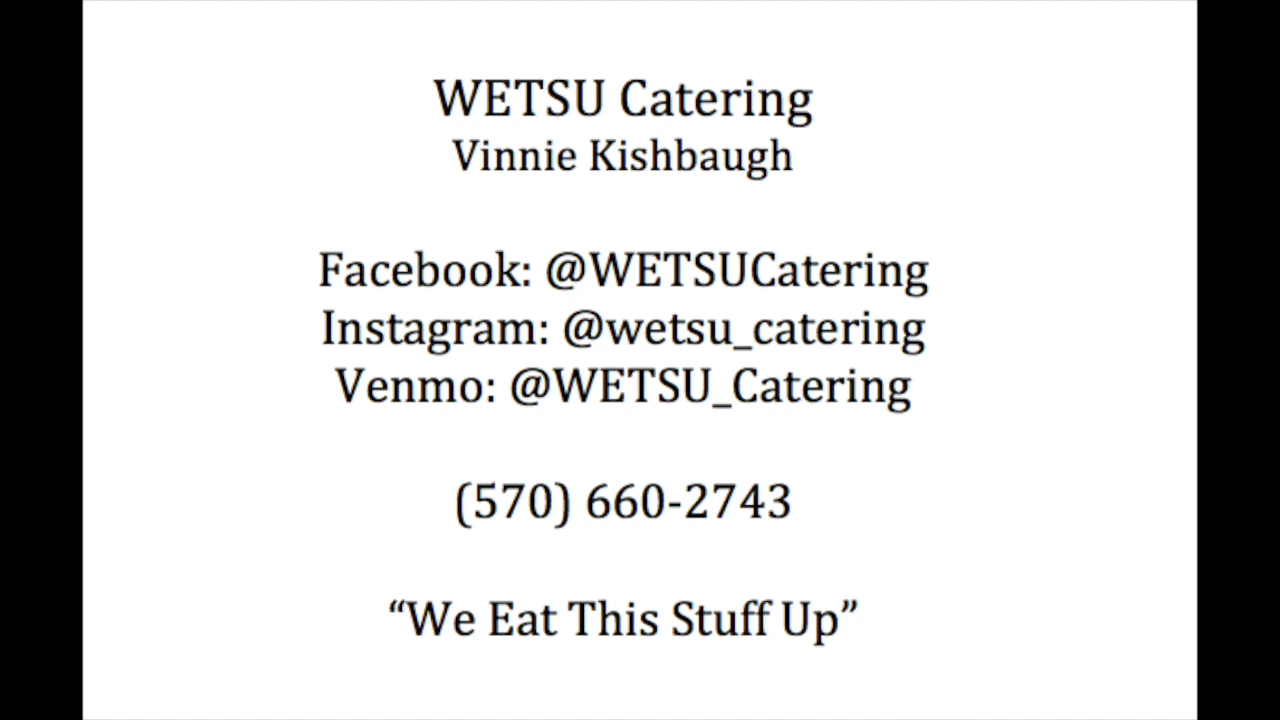 WETSU Catering
Vinnie Kishbaugh
Facebook: @WETSUCatering
Instagram: @wetsu_catering
Venmo: @WETSU_Catering
(570) 660-2743
“We Eat This Stuff Up”